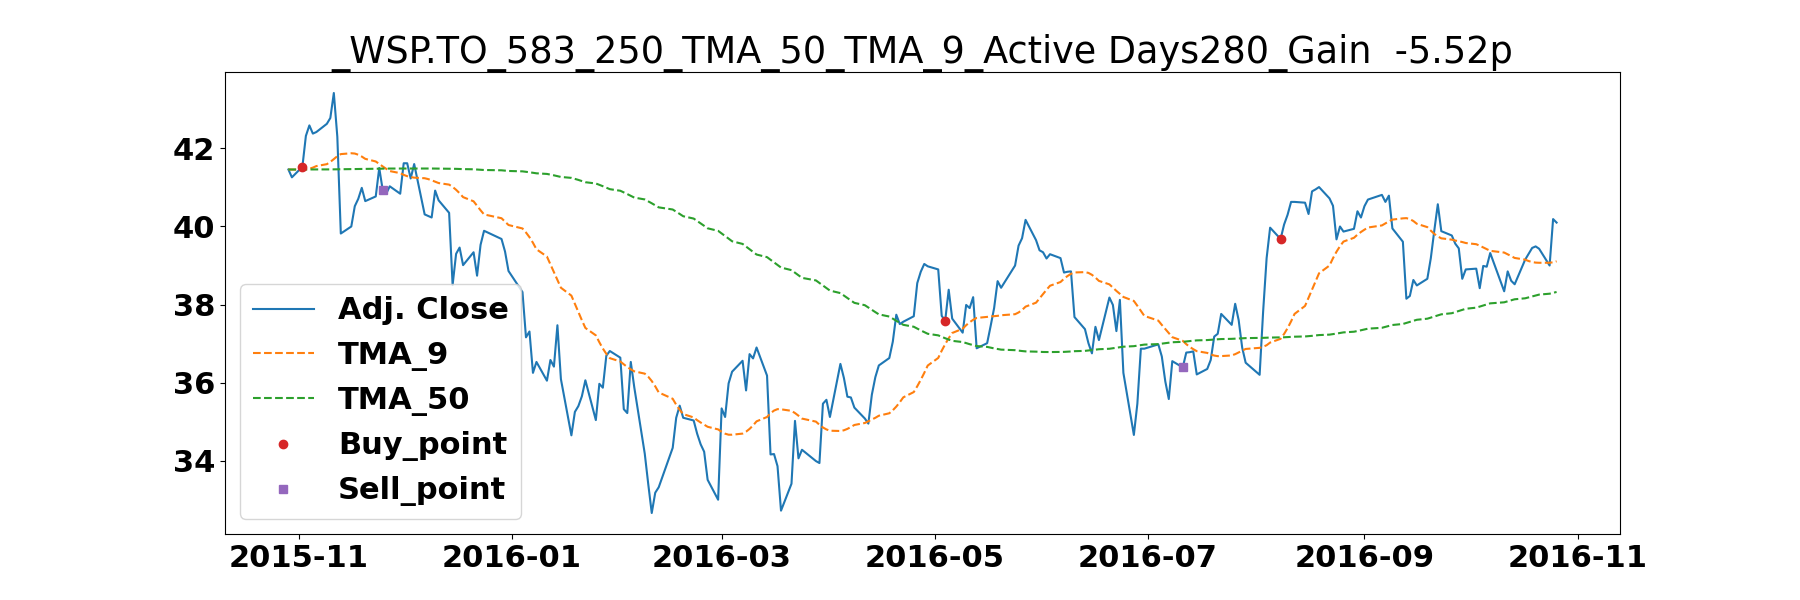 _WSP.TO_583_250_TMA_50_TMA_9_Active Days280_Gain  -5.52p
42
40
38
36
34
Adj. Close
TMA_9
TMA_50
Buy_point
Sell_point
2015-11 2016-01 2016-03 2016-05 2016-07 2016-09 2016-11